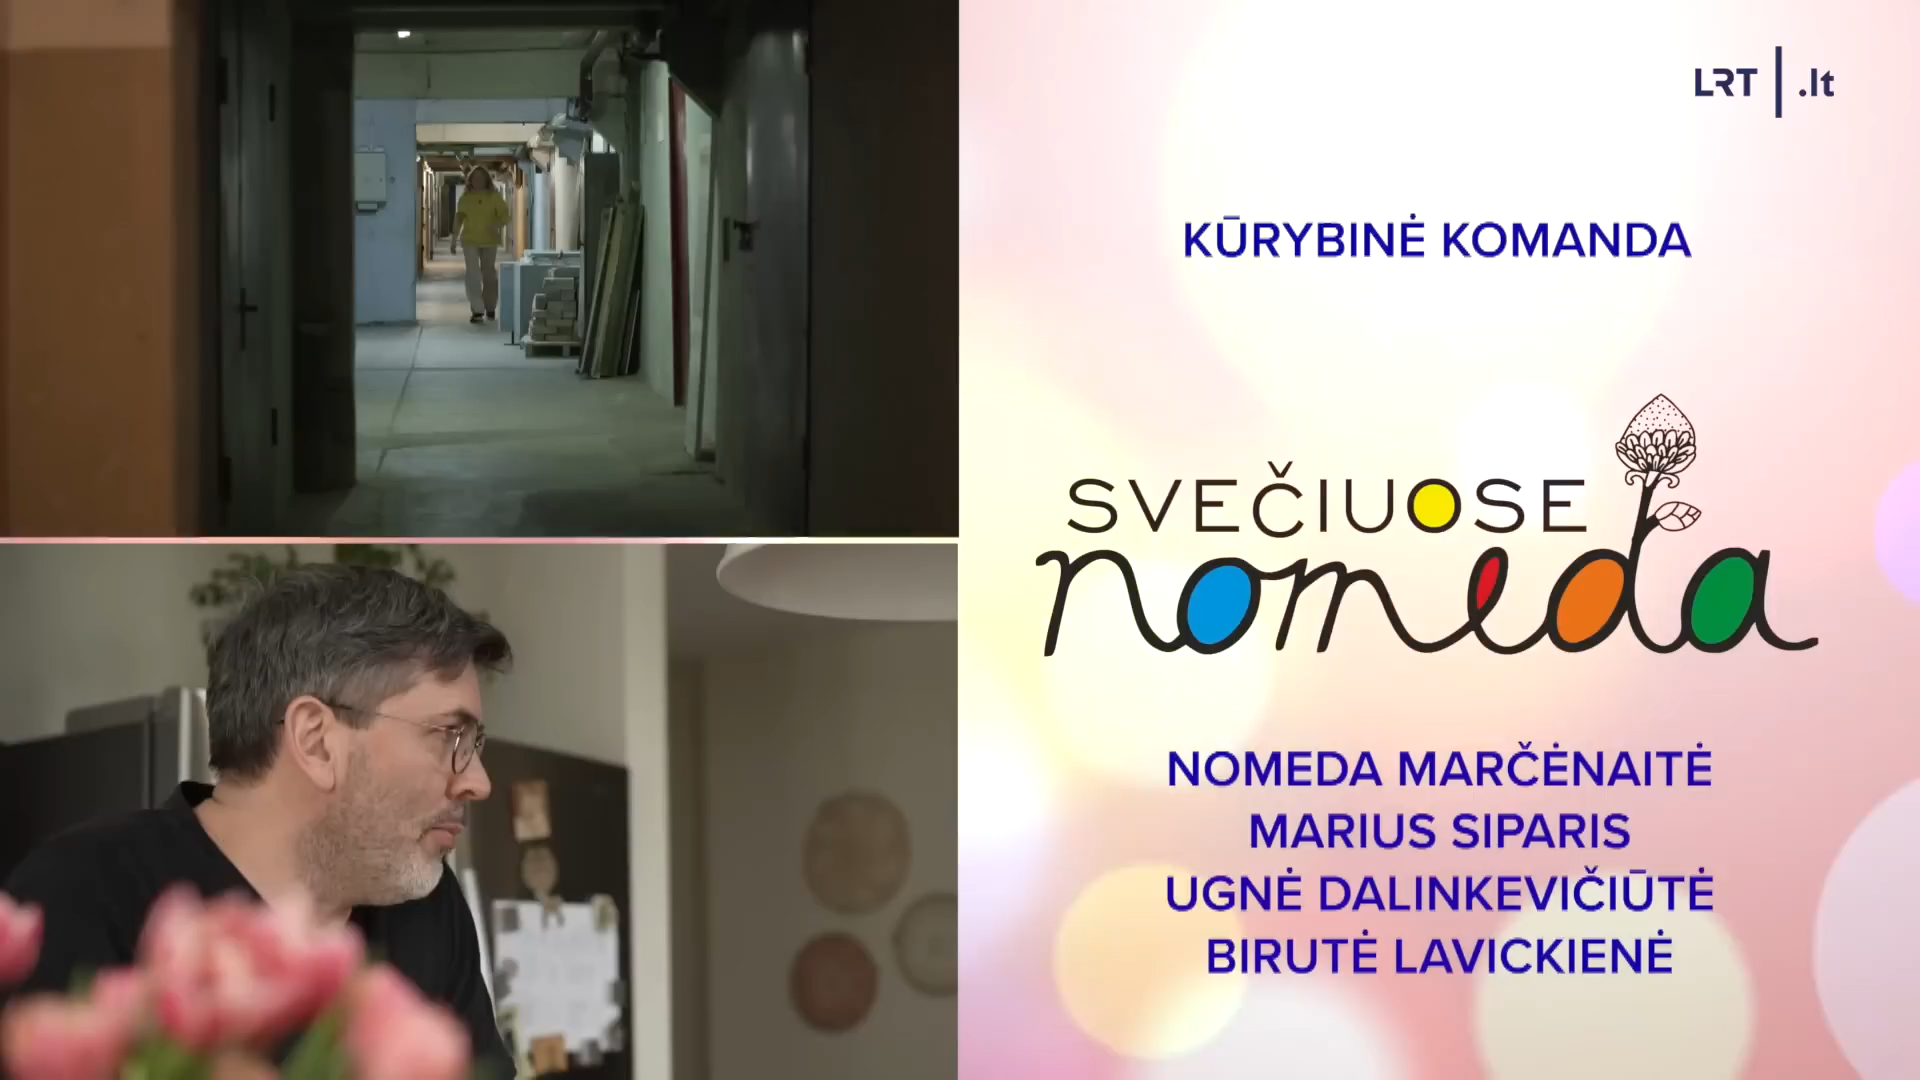 LRT | .lt
KŪRYBINĖ KOMANDA
SVEČIUOSE
nomeda
NOMEDA MARČĖNAITĖ
MARIUS SIPARIS
UGNĖ DALINKEVIČIŪTĖ
BIRUTĖ LAVICKIENĖ